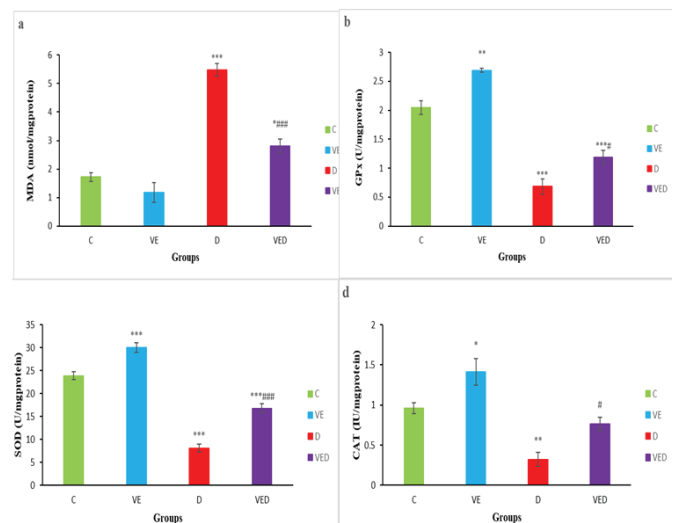 a
MDA (nmol/mgprotein)
6
5
4
3
2
1
0
***
*###
C
VE
D
VED
Groups
C
VE
D
VE
b
GPx (U/mgprotein)
3
2.5
2
1.5
1
0.5
0
**
***
***#
C
VE
D
VED
Groups
C
VE
D
VED
SOD (U/mgprotein)
35
30
25
20
15
10
5
0
***
***
***###
C
VE
D
VED
Groups
C
VE
D
VED
d
CAT (IU/mgprotein)
2
1.5
1
0.5
0
*
**
#
C
VE
D
VED
Groups
C
VE
D
VED